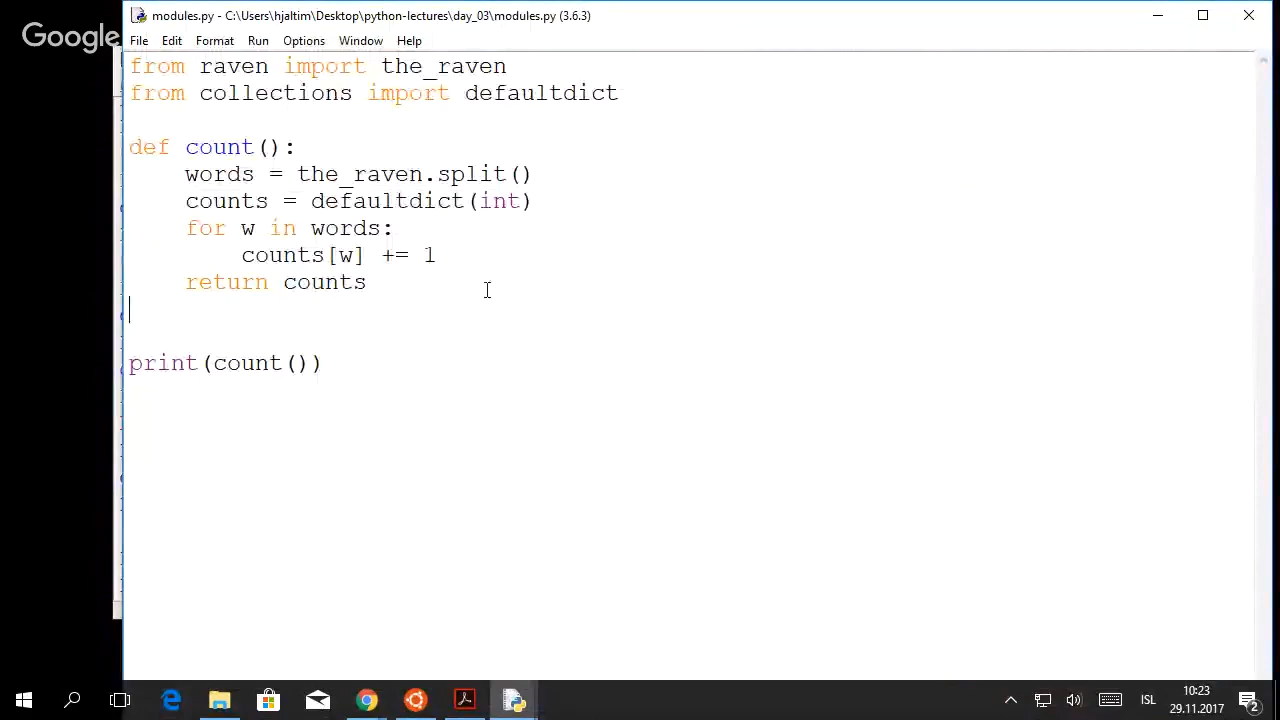 Google
modules.py - C:\Users\hjaltim\Desktop\python-lectures\day_03\modules.py (3.6.3)
File Edit Format Run Options Window Help
from raven import the_raven
from collections import defaultdict
def count():
    words = the_raven.split()
    counts = defaultdict(int)
    for w in words:
        counts[w] += 1
    return counts
print(count())
ISL
10:23
29.11.2017
2